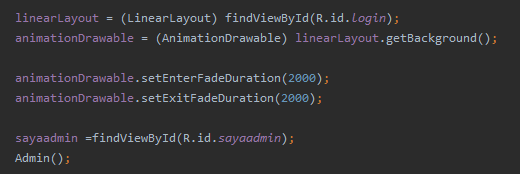 linearLayout = (LinearLayout) findViewById(R.id.login);
animationDrawable = (AnimationDrawable) linearLayout.getBackground();
animationDrawable.setEnterFadeDuration(2000);
animationDrawable.setExitFadeDuration(2000);
sayaadmin =findViewById(R.id.sayaadmin);
Admin();